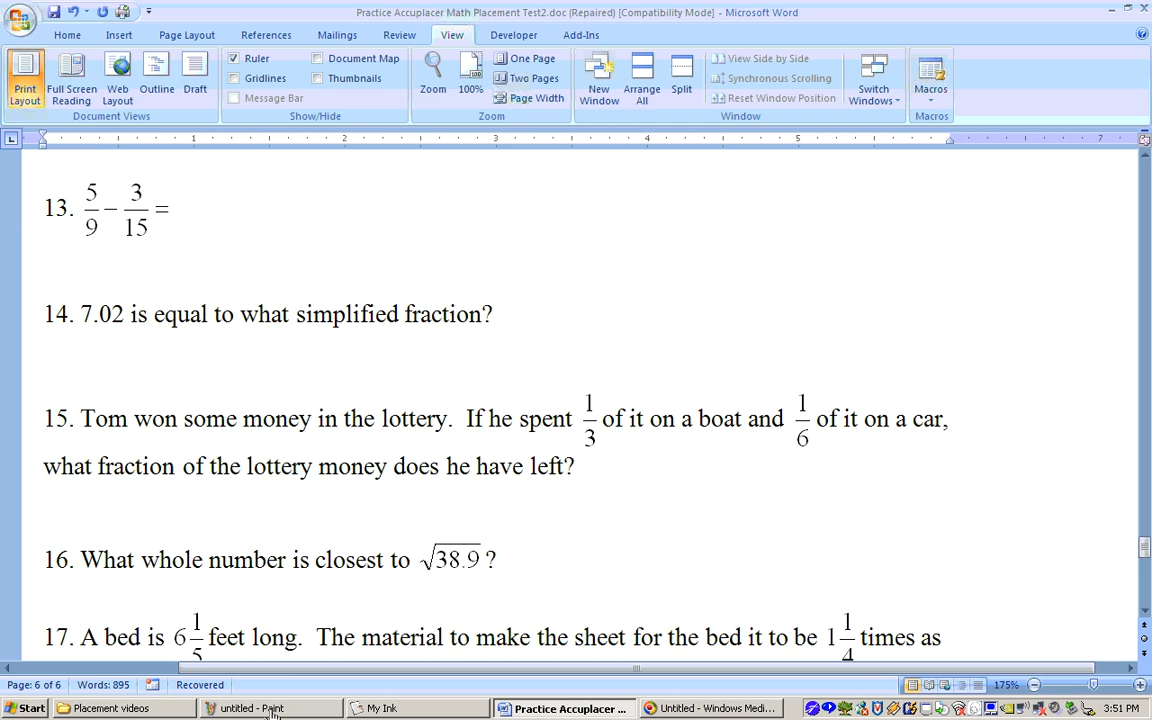 Practice Accuplacer Math Placement Test2.doc (Repaired) [Compatibility Mode] - Microsoft Word
Home Insert Page Layout References Mailings Review View Developer Add-Ins
Print Layout Full Screen Reading Web Layout Outline Draft
Document Views
Ruler Document Map
Gridlines Thumbnails
Message Bar
Show/Hide
Zoom 100% One Page
Two Pages
Page Width
Zoom
New Window Arrange All Split
View Side by Side
Synchronous Scrolling
Reset Window Position
Switch Windows
Window
Macros
Macros
1 2 3 4 5 7
13. 5/9 − 3/15 =
14. 7.02 is equal to what simplified fraction?
15. Tom won some money in the lottery. If he spent 1/3 of it on a boat and 1/6 of it on a car,
what fraction of the lottery money does he have left?
16. What whole number is closest to √38.9 ?
17. A bed is 6 1/5 feet long. The material to make the sheet for the bed it to be 1 1/4 times as
Page: 6 of 6 Words: 895 Recovered 175%
Start Placement videos untitled - Paint My Ink Practice Accuplacer ... Untitled - Windows Medi... 3:51 PM